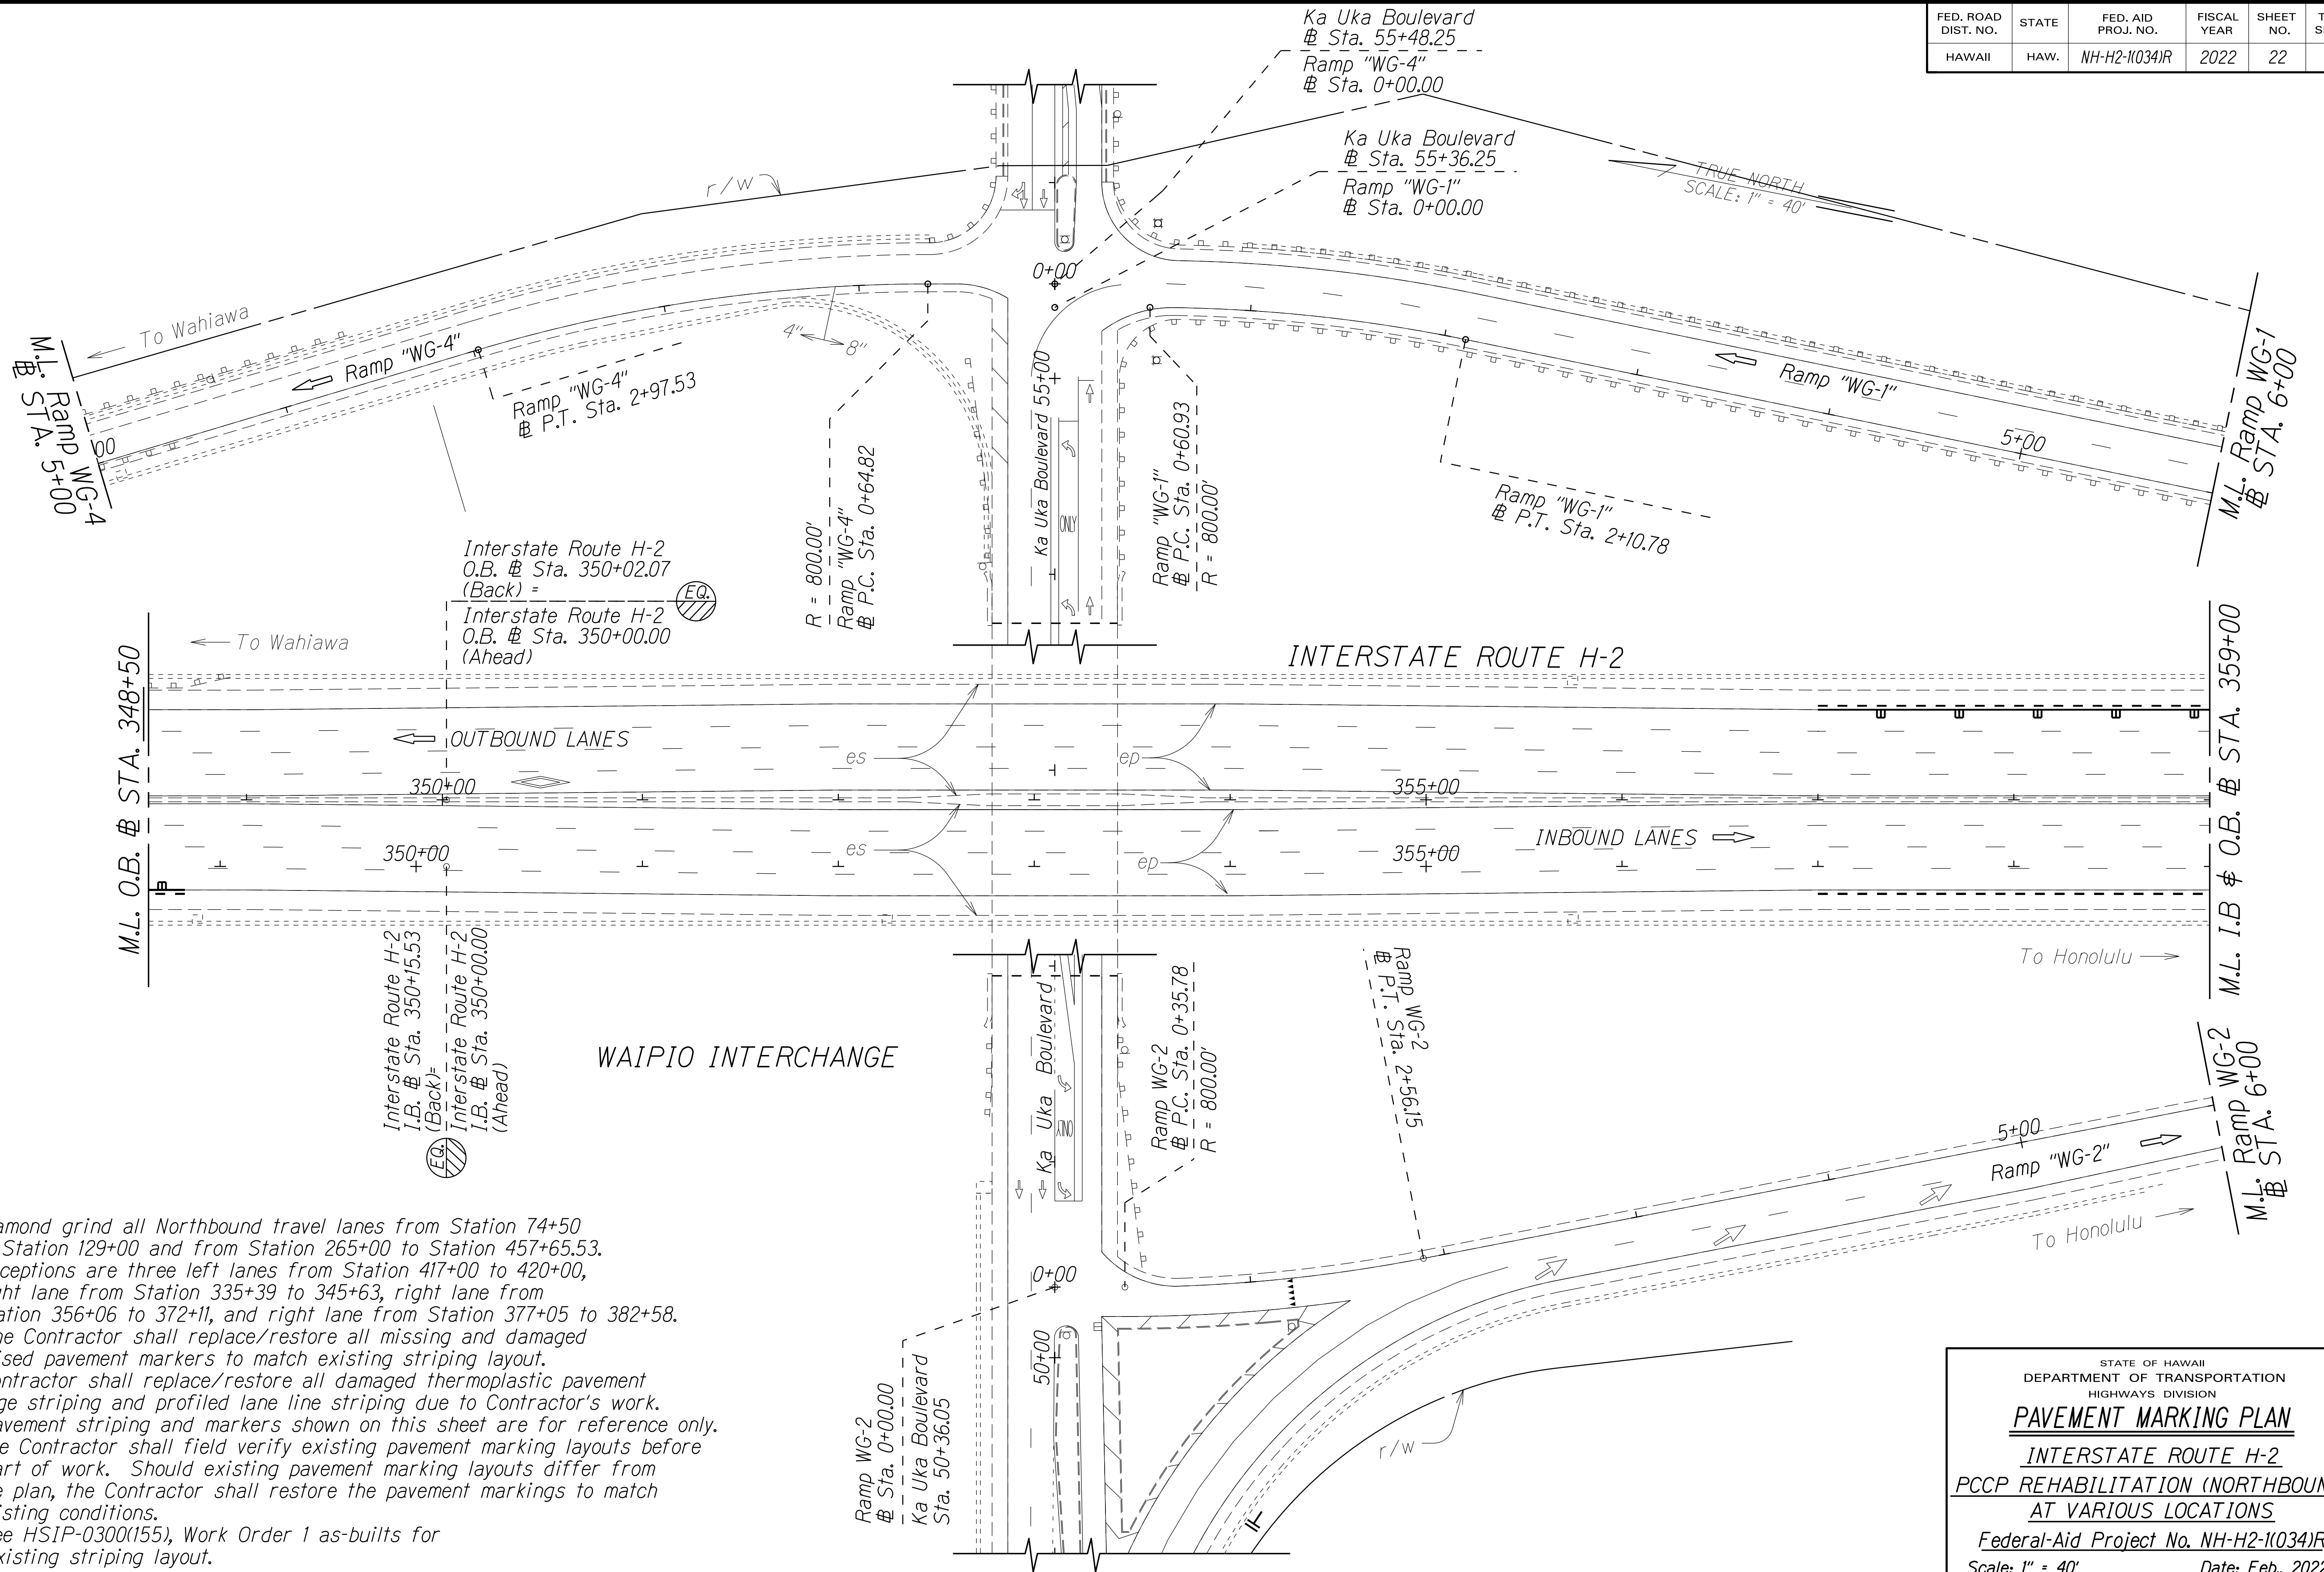 FED. ROAD DIST. NO.
STATE
FED. AID PROJ. NO.
FISCAL YEAR
SHEET NO.
HAWAII
HAW.
NH-H2-1(034)R
2022
22
Ka Uka Boulevard
℄ Sta. 55+48.25
Ramp "WG-4"
℄ Sta. 0+00.00
Ka Uka Boulevard
℄ Sta. 55+36.25
Ramp "WG-1"
℄ Sta. 0+00.00
TRUE NORTH
SCALE: 1" = 40'
r/w
0+00
To Wahiawa
Ramp "WG-4"
M.L. Ramp WG-4
℄ STA. 5+00
00
Ramp "WG-4"
℄ P.T. Sta. 2+97.53
4"
8"
R = 800.00'
Ramp "WG-4"
℄ P.C. Sta. 0+64.82
Ka Uka Boulevard 55+00
ONLY
Ramp "WG-1"
℄ P.C. Sta. 0+60.93
R = 800.00'
Ramp "WG-1"
5+00
Ramp "WG-1"
℄ P.T. Sta. 2+10.78
M.L. Ramp WG-1
℄ STA. 6+00
Interstate Route H-2
O.B. ℄ Sta. 350+02.07
(Back) =
EQ.
Interstate Route H-2
O.B. ℄ Sta. 350+00.00
(Ahead)
To Wahiawa
INTERSTATE ROUTE H-2
M.L. O.B. ℄ STA. 348+50
OUTBOUND LANES
es
ep
350+00
355+00
INBOUND LANES
350+00
es
ep
355+00
M.L. I.B & O.B. ℄ STA. 359+00
To Honolulu
Interstate Route H-2
I.B. ℄ Sta. 350+15.53
(Back)=
Interstate Route H-2
I.B. ℄ Sta. 350+00.00
(Ahead)
EQ.
WAIPIO INTERCHANGE
Ka Uka Boulevard
ONLY
Ramp WG-2
℄ P.C. Sta. 0+35.78
R = 800.00'
Ramp WG-2
℄ P.T. Sta. 2+56.15
5+00
Ramp "WG-2"
M.L. Ramp WG-2
℄ STA. 6+00
To Honolulu
0+00
50+00
Ramp WG-2
℄ Sta. 0+00.00
Ka Uka Boulevard
Sta. 50+36.05
r/w
amond grind all Northbound travel lanes from Station 74+50
Station 129+00 and from Station 265+00 to Station 457+65.53.
ceptions are three left lanes from Station 417+00 to 420+00,
ght lane from Station 335+39 to 345+63, right lane from
ation 356+06 to 372+11, and right lane from Station 377+05 to 382+58.
he Contractor shall replace/restore all missing and damaged
ised pavement markers to match existing striping layout.
ontractor shall replace/restore all damaged thermoplastic pavement
ge striping and profiled lane line striping due to Contractor's work.
avement striping and markers shown on this sheet are for reference only.
e Contractor shall field verify existing pavement marking layouts before
art of work. Should existing pavement marking layouts differ from
e plan, the Contractor shall restore the pavement markings to match
isting conditions.
ee HSIP-0300(155), Work Order 1 as-builts for
xisting striping layout.
STATE OF HAWAII
DEPARTMENT OF TRANSPORTATION
HIGHWAYS DIVISION
PAVEMENT MARKING PLAN
INTERSTATE ROUTE H-2
PCCP REHABILITATION (NORTHBOUN
AT VARIOUS LOCATIONS
Federal-Aid Project No. NH-H2-1(034)R
Scale: 1" = 40' Date: Feb., 2022